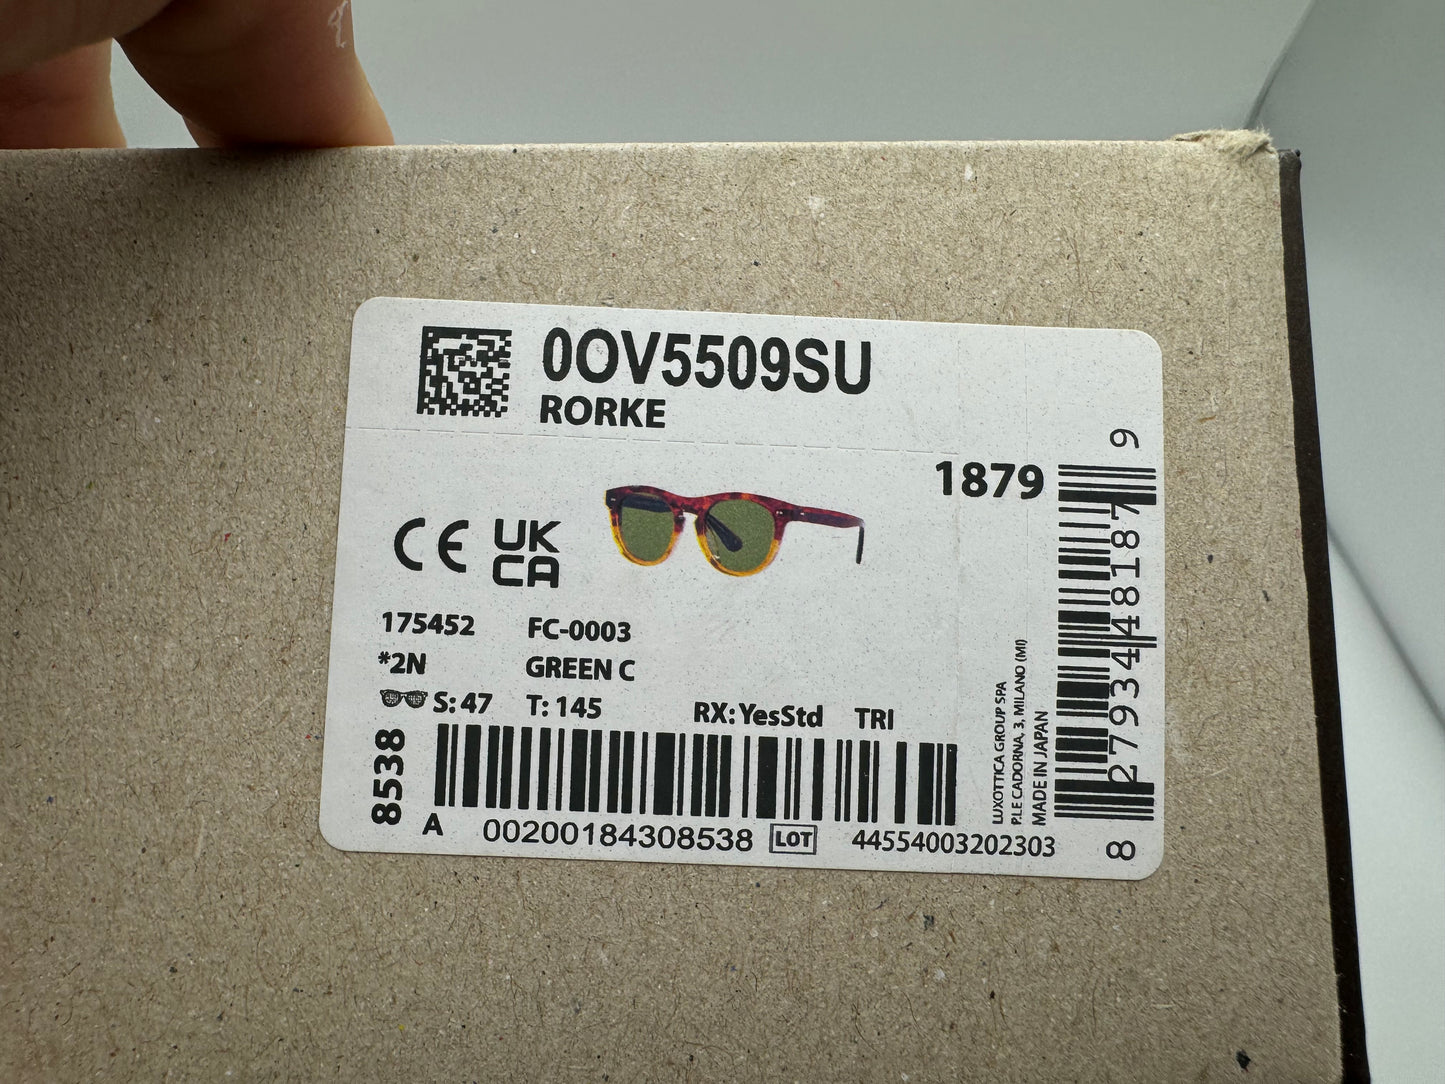 0OV5509SU
RORKE
1879
CE UK
CA
175452 FC-0003
*2N GREEN C
S: 47 T: 145 RX: YesStd TRI
8538
A 00200184308538 LOT 44554003202303
LUXOTTICA GROUP SPA
P.LE CADORNA, 3, MILANO (MI)
MADE IN JAPAN
8 279344 48187 9